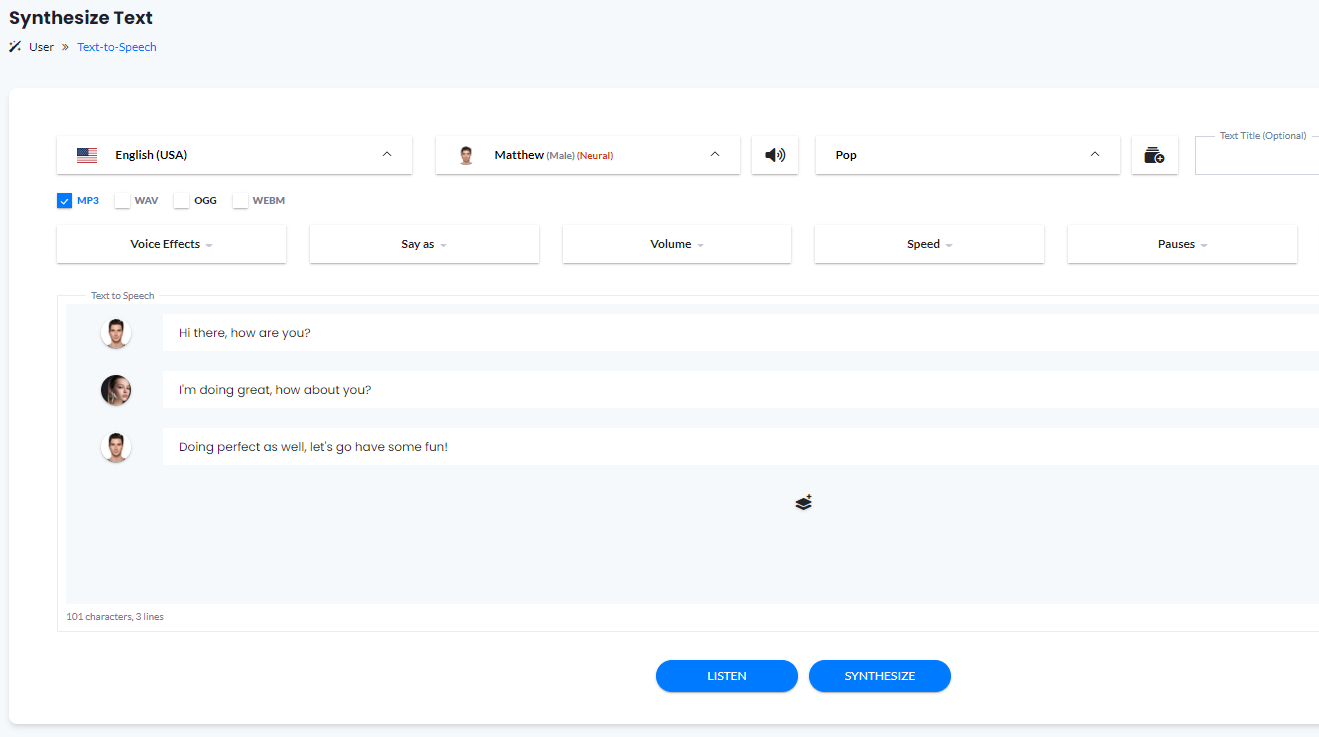 Synthesize Text
User » Text-to-Speech
English (USA) Matthew (Male) (Neural) Pop Text Title (Optional)
MP3 WAV OGG WEBM
Voice Effects Say as Volume Speed Pauses
Text to Speech
Hi there, how are you?
I'm doing great, how about you?
Doing perfect as well, let's go have some fun!
101 characters, 3 lines
LISTEN SYNTHESIZE